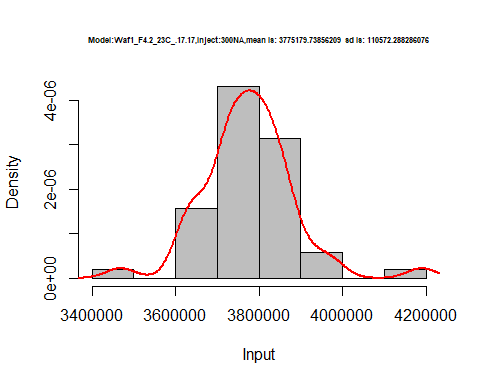 Model:Waf1_F4.2_23C_.17.17,Inject:300NA,mean is: 3775179.73856209 sd is: 110572.288286076
4e-06
2e-06
0e+00
Density
3400000 3600000 3800000 4000000 4200000
Input